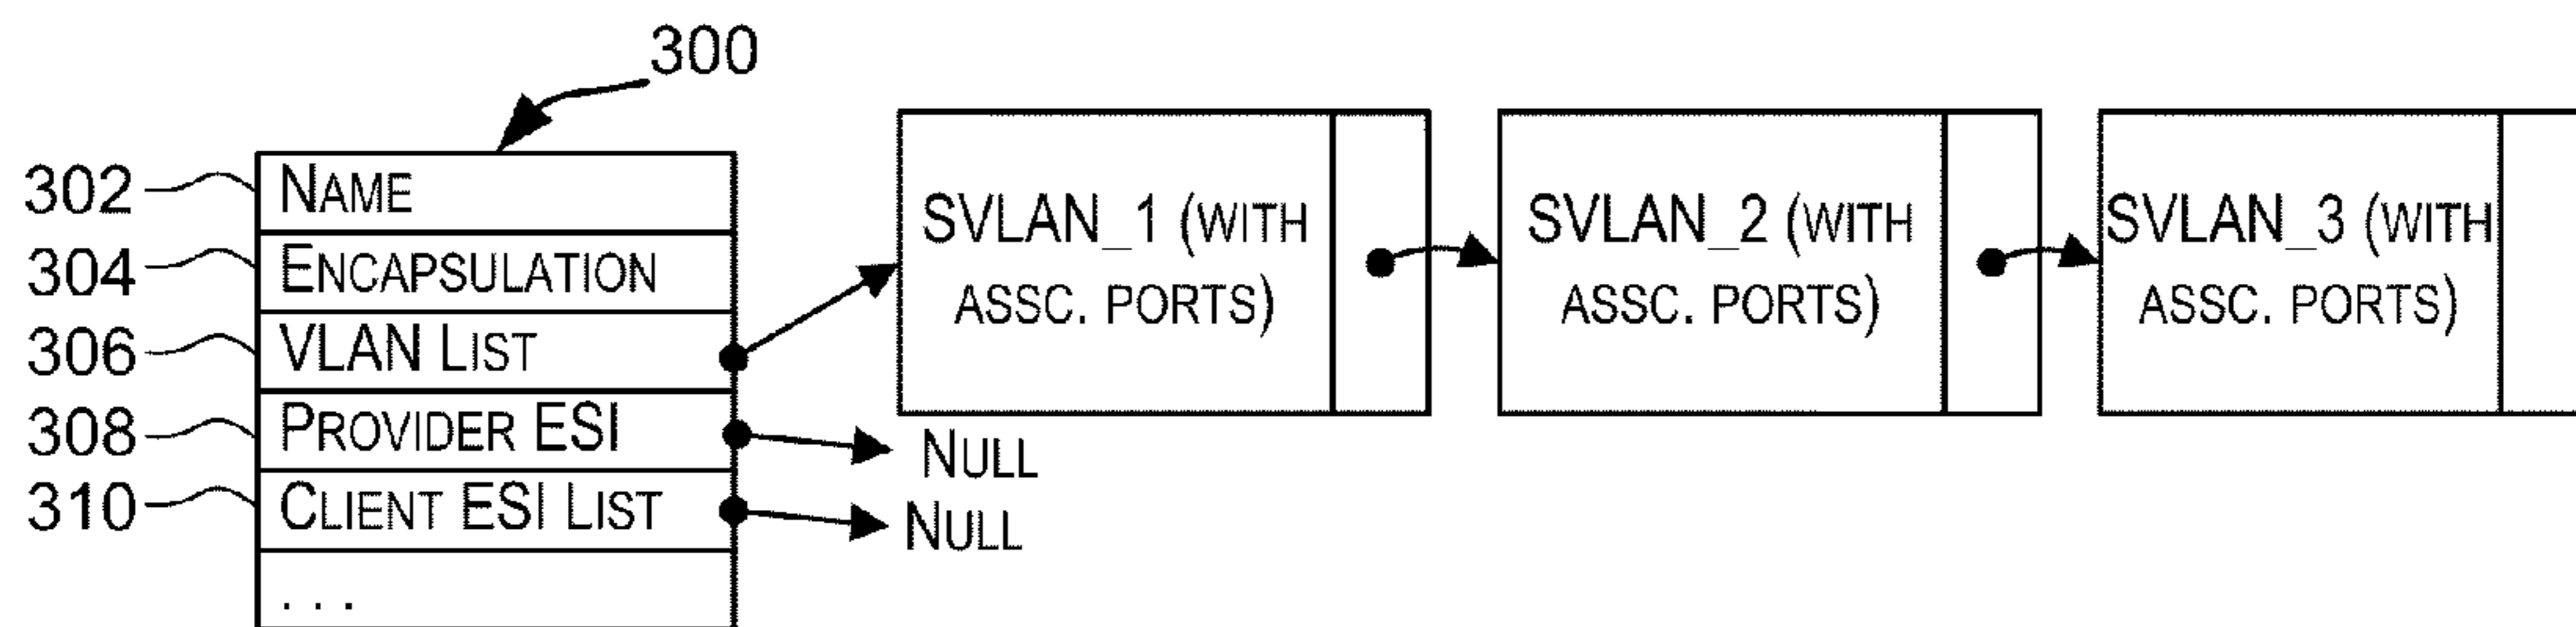 300
302 NAME
304 ENCAPSULATION
306 VLAN LIST
308 PROVIDER ESI
310 CLIENT ESI LIST
. . .
SVLAN_1 (WITH
ASSC. PORTS)
SVLAN_2 (WITH
ASSC. PORTS)
SVLAN_3 (WITH
ASSC. PORTS)
NULL
NULL